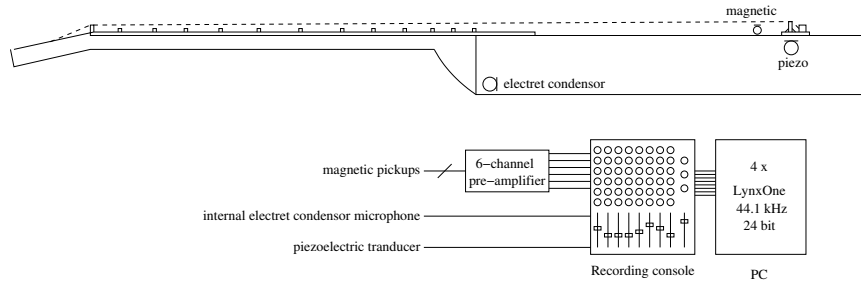 magnetic
piezo
electret condensor
magnetic pickups
6−channel
pre−amplifier
4 x
LynxOne
44.1 kHz
24 bit
internal electret condensor microphone
piezoelectric tranducer
Recording console
PC